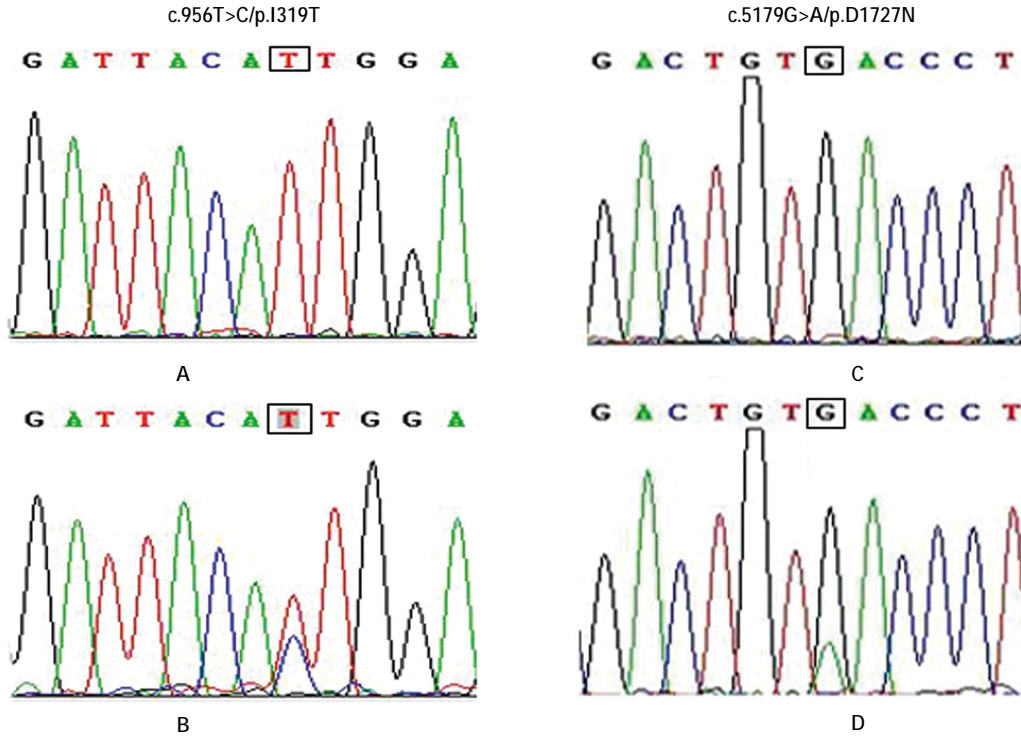 c.956T>C/p.I319T
c.5179G>A/p.D1727N
G A T T A C A T T G G A
G A C T G T G A C C C T
A
C
G A T T A C A T T G G A
G A C T G T G A C C C T
B
D